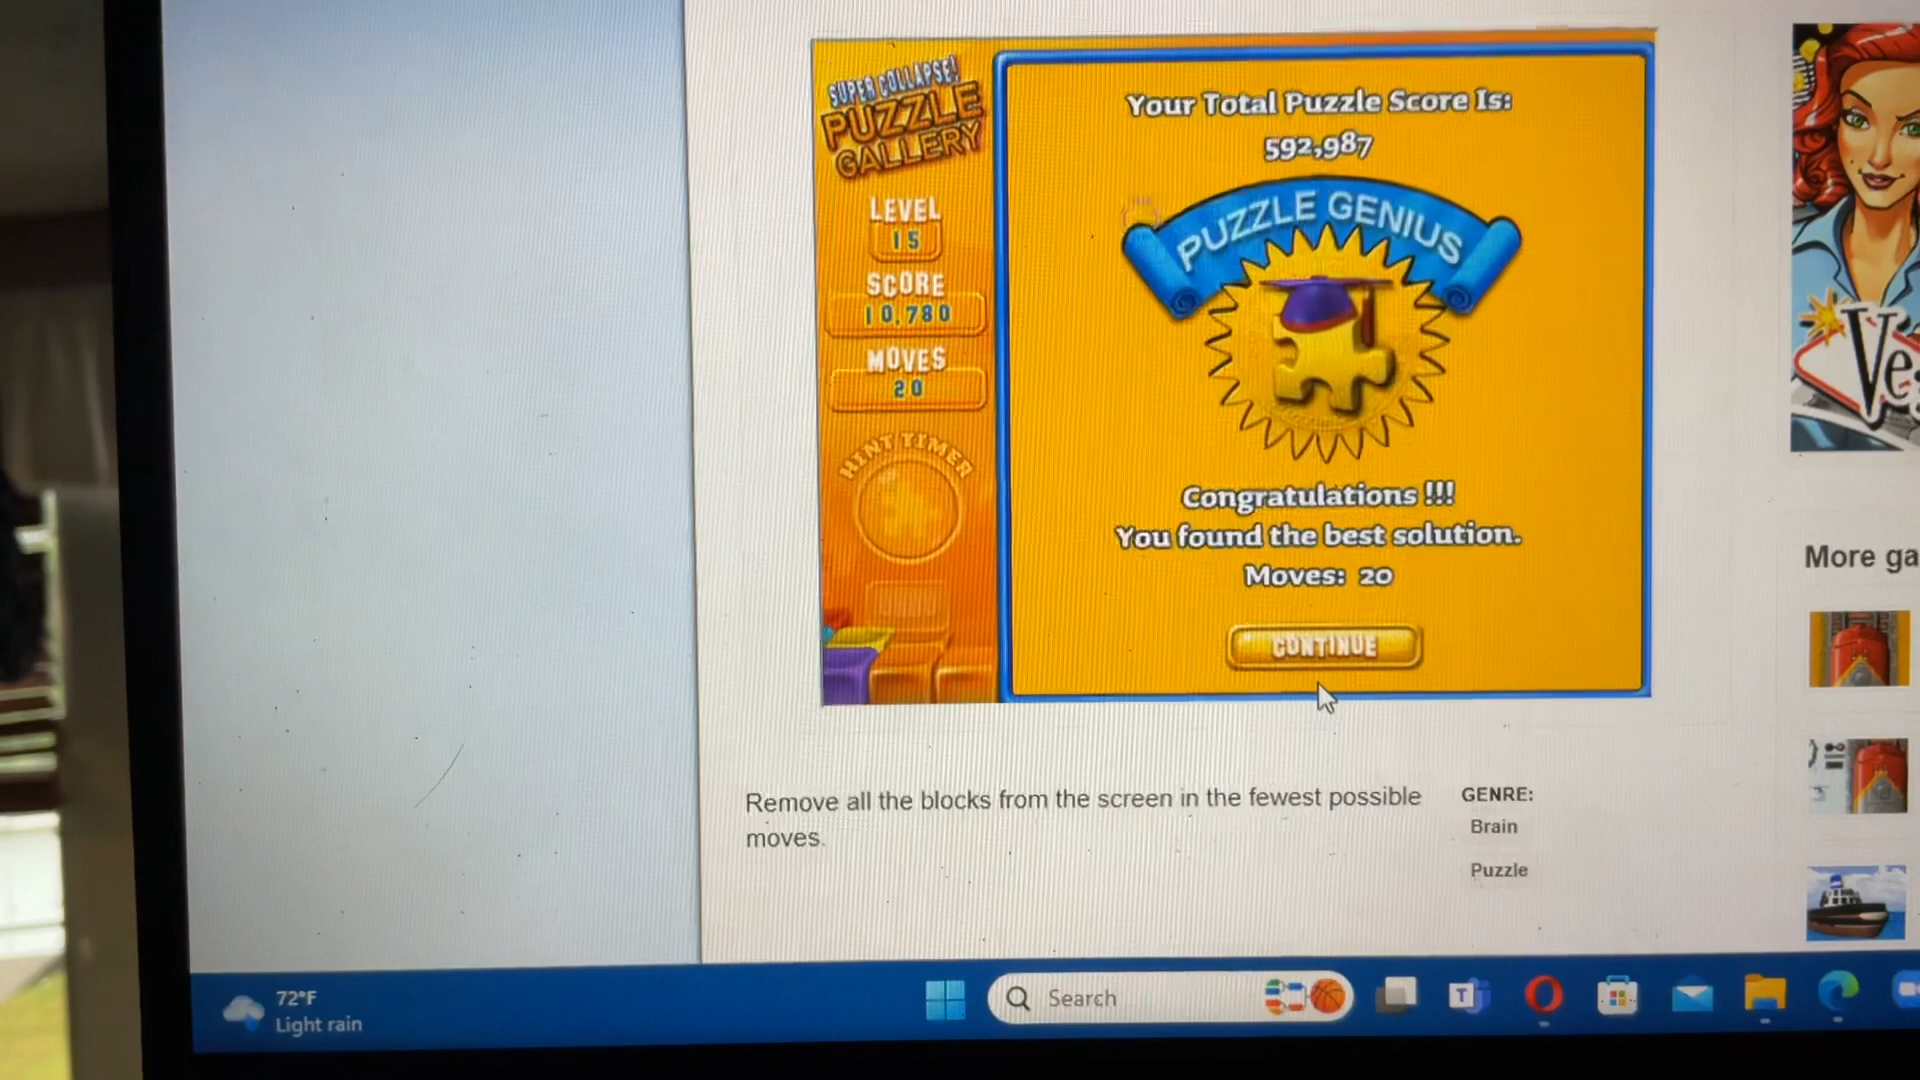 SUPER COLLAPSE!
PUZZLE
GALLERY
LEVEL
15
SCORE
10,780
MOVES
20
HINT TIMER
Your Total Puzzle Score Is:
592,987
PUZZLE GENIUS
Congratulations !!!
You found the best solution.
Moves: 20
CONTINUE
Remove all the blocks from the screen in the fewest possible
moves.
GENRE:
Brain
Puzzle
Ve
More ga
72°F
Light rain
Search
T